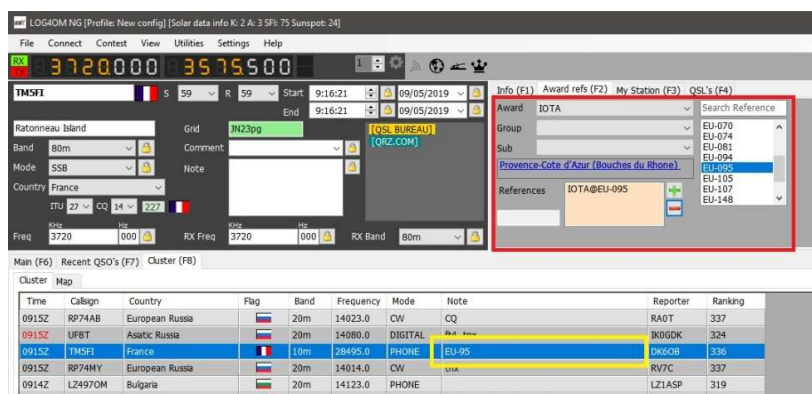 LOG4OM NG [Profile: New config] [Solar data info K: 2 A: 3 SFI: 75 Sunspot: 24]
File Connect Contest View Utilities Settings Help
RX 3720.000 3575.500 1
TX
TM5FI S 59 R 59 Start 9:16:21 09/05/2019
End 9:16:21 09/05/2019
Ratonneau Island Grid JN23pg [QSL BUREAU]
[QRZ.COM]
Band 80m Comment
Mode SSB Note
Country France
ITU 27 CQ 14 227
KHz Hz KHz Hz
Freq 3720 000 RX Freq 3720 000 RX Band 80m
Info (F1) Award refs (F2) My Station (F3) QSL's (F4)
Award IOTA Search Reference
Group
Sub
Provence-Cote d'Azur (Bouches du Rhone)
References IOTA@EU-095
EU-070
EU-074
EU-081
EU-094
EU-095
EU-105
EU-107
EU-148
Main (F6) Recent QSO's (F7) Cluster (F8)
Cluster Map
Time Callsign Country Flag Band Frequency Mode Note Reporter Ranking
0915Z RP74AB European Russia 20m 14023.0 CW CQ RA0T 337
0915Z UF8T Asiatic Russia 20m 14080.0 DIGITAL IK0GDK 324
0915Z TM5FI France 10m 28495.0 PHONE EU-95 DK6OB 336
0915Z RP74MY European Russia 20m 14014.0 CW RV7C 337
0914Z LZ497OM Bulgaria 20m 14123.0 PHONE LZ1ASP 319